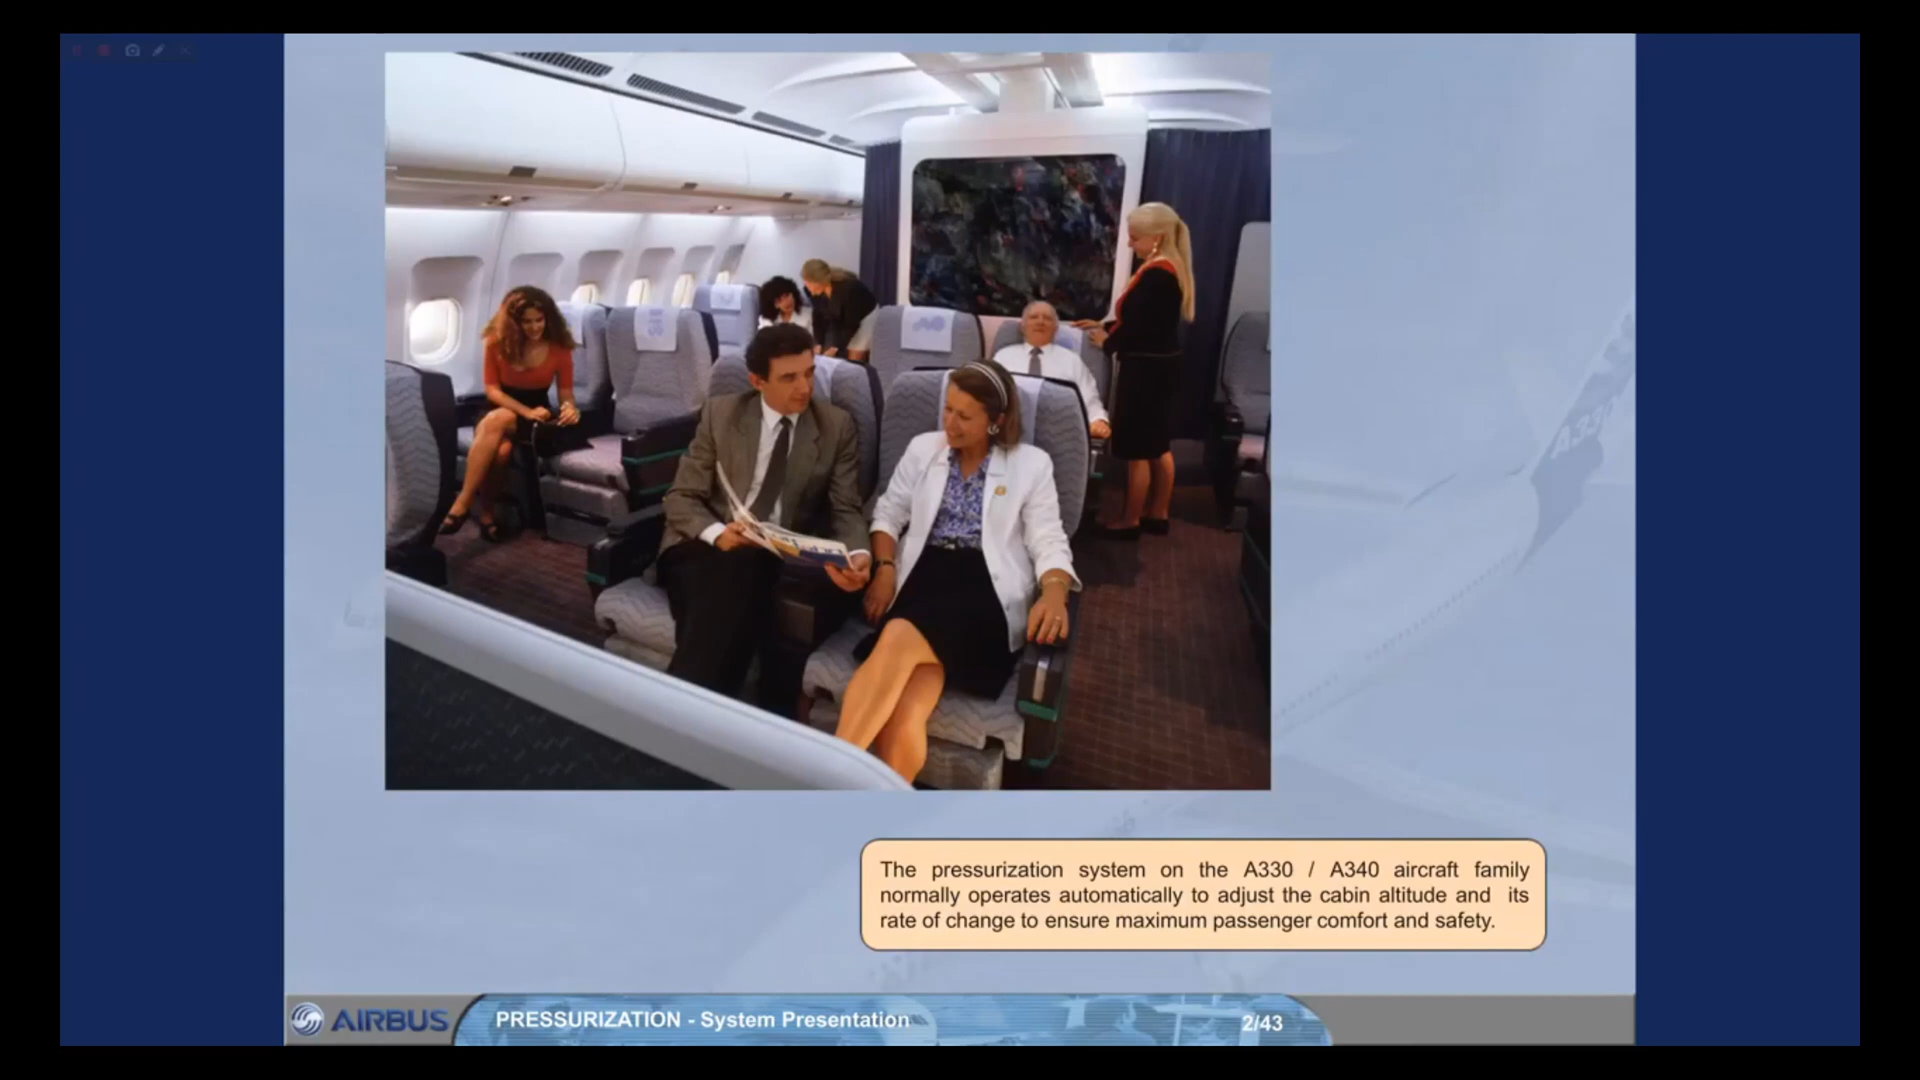 The pressurization system on the A330 / A340 aircraft family
normally operates automatically to adjust the cabin altitude and its
rate of change to ensure maximum passenger comfort and safety.
AIRBUS
PRESSURIZATION - System Presentation
2/43